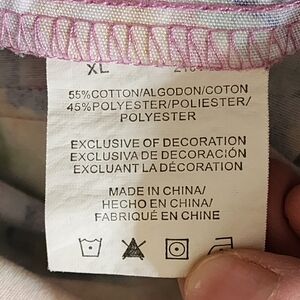 XL
55%COTTON/ALGODON/COTON
45%POLYESTER/POLIESTER/
POLYESTER
EXCLUSIVE OF DECORATION
EXCLUSIVA DE DECORACIÓN
EXCLUANT LA DÉCORATION
MADE IN CHINA/
HECHO EN CHINA/
FABRIQUÉ EN CHINE